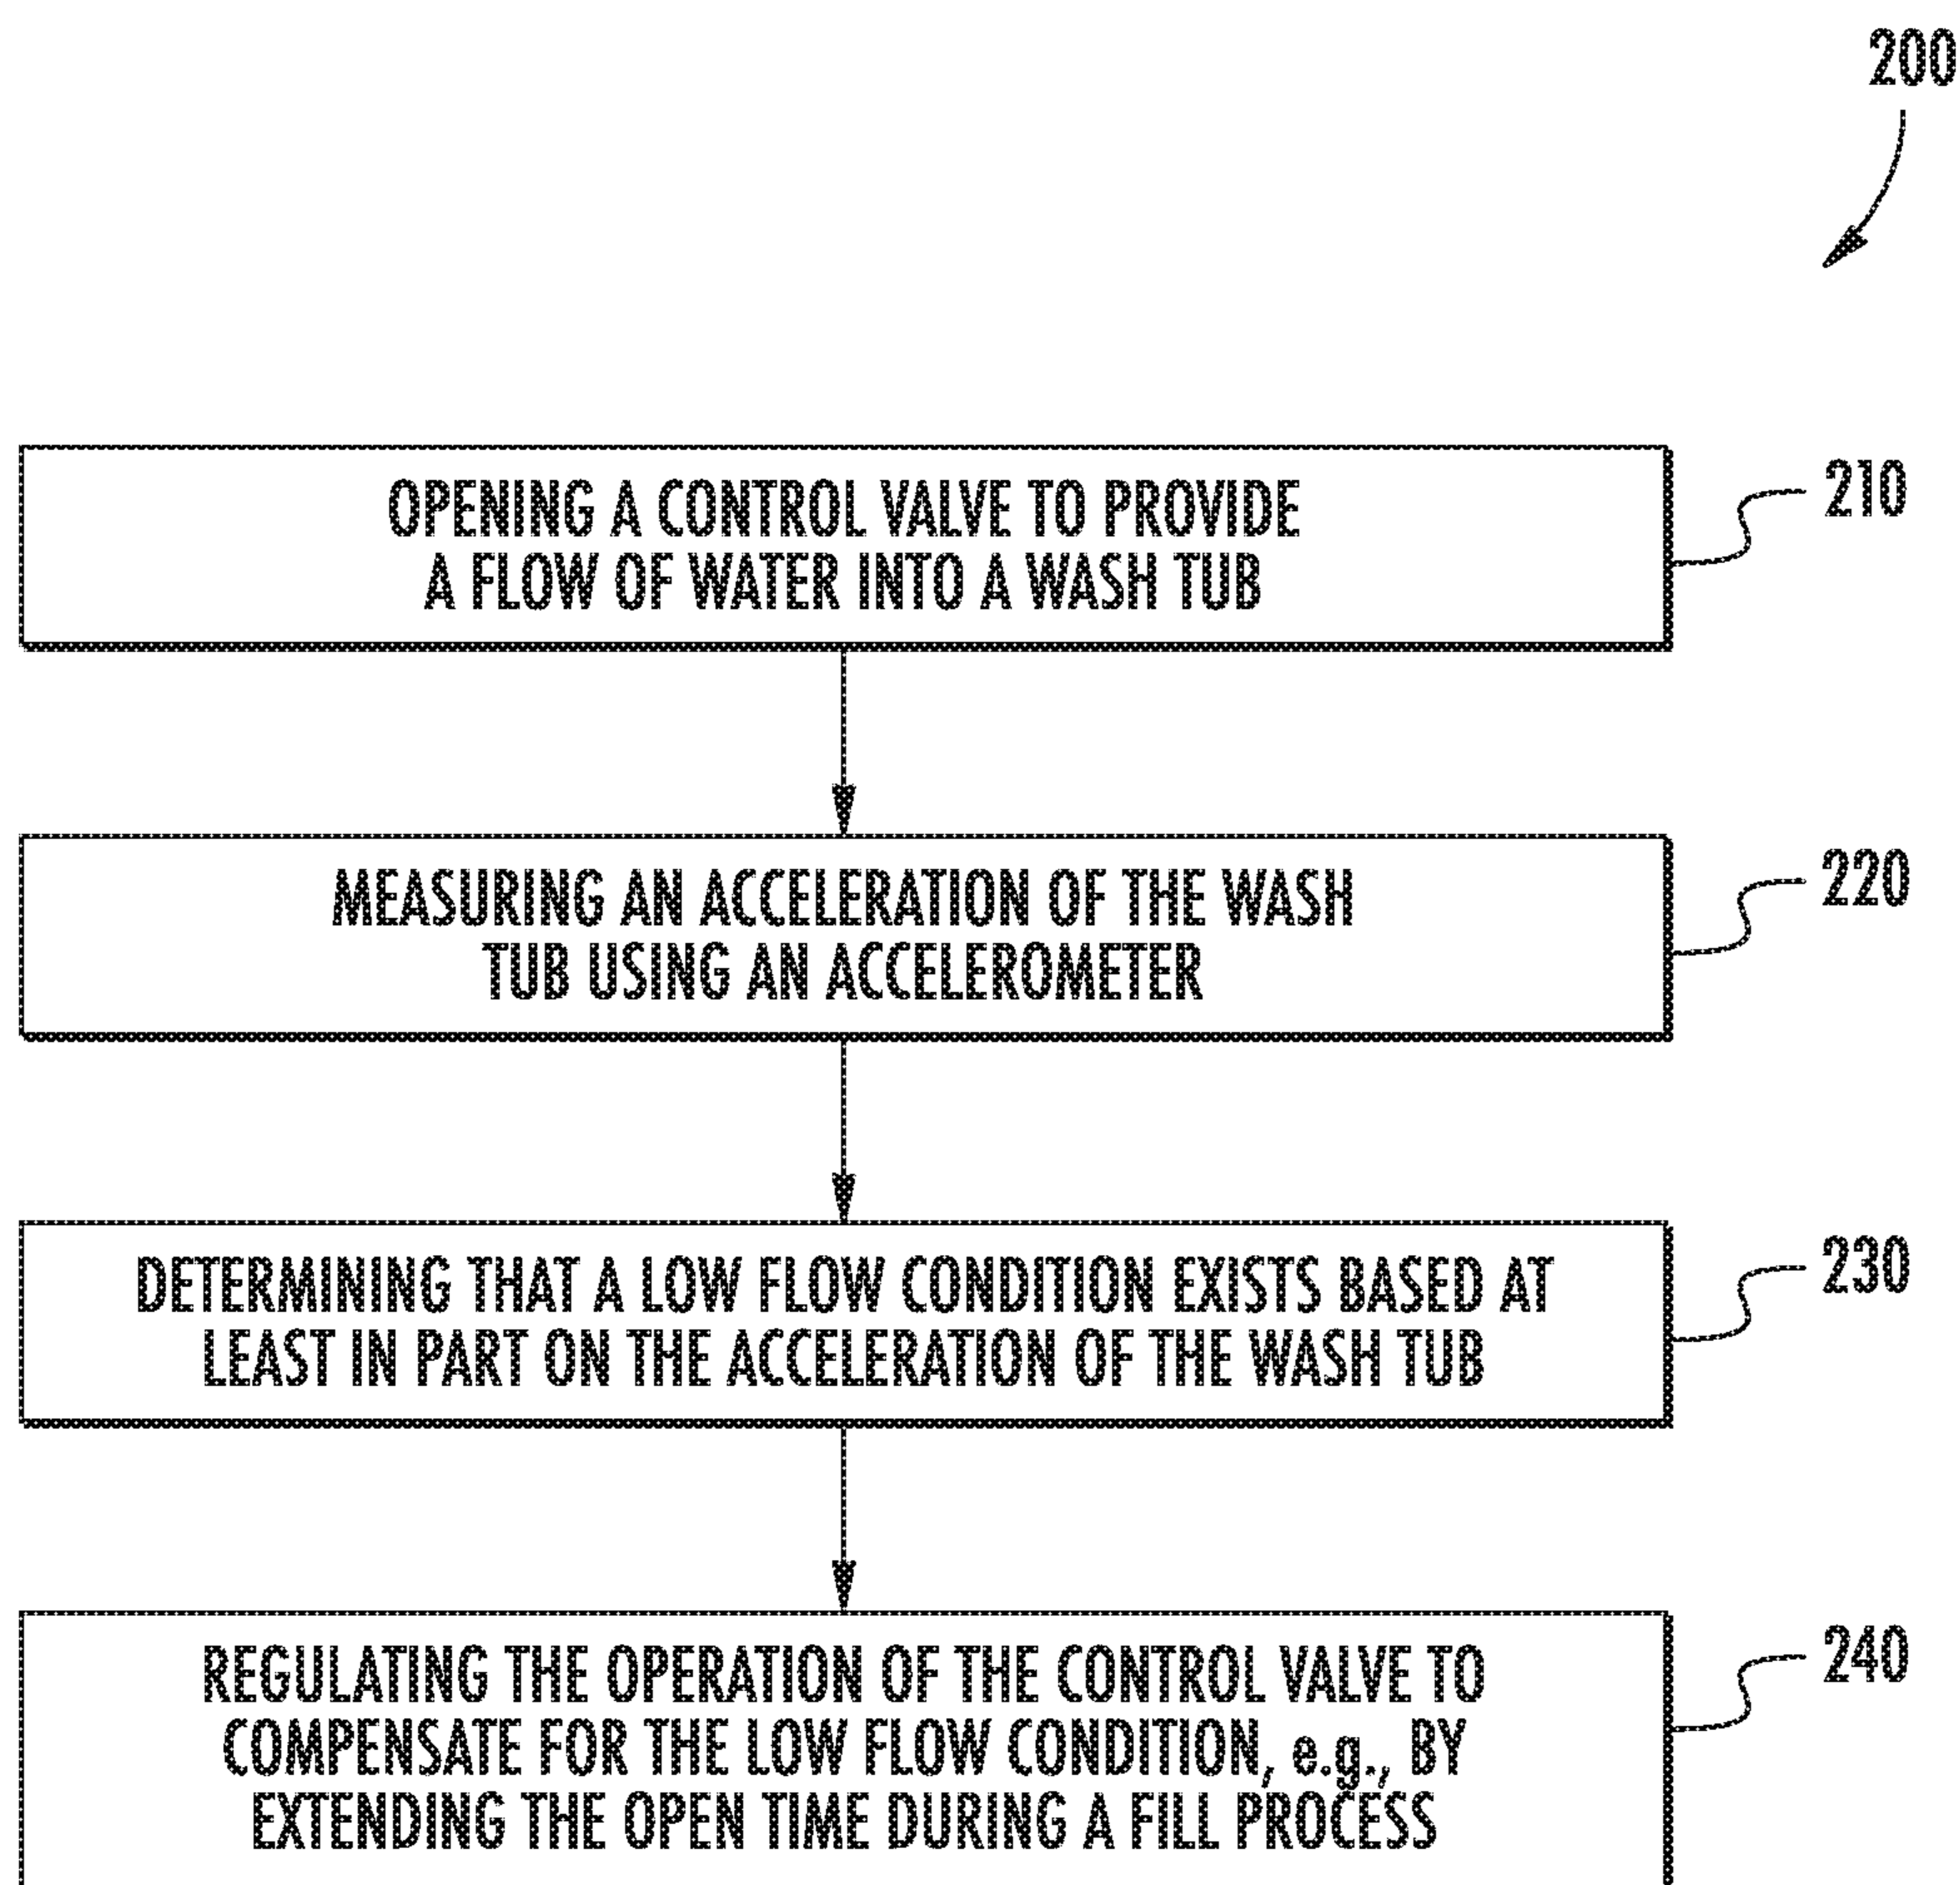 200
OPENING A CONTROL VALVE TO PROVIDE
A FLOW OF WATER INTO A WASH TUB
210
MEASURING AN ACCELERATION OF THE WASH
TUB USING AN ACCELEROMETER
220
DETERMINING THAT A LOW FLOW CONDITION EXISTS BASED AT
LEAST IN PART ON THE ACCELERATION OF THE WASH TUB
230
REGULATING THE OPERATION OF THE CONTROL VALVE TO
COMPENSATE FOR THE LOW FLOW CONDITION, e.g., BY
EXTENDING THE OPEN TIME DURING A FILL PROCESS
240